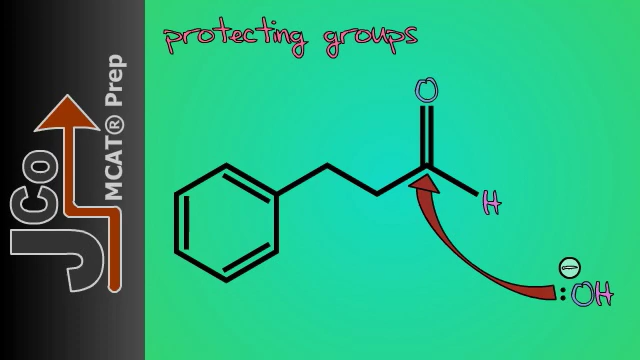 JCo
MCAT® Prep
protecting groups
O
H
− 
:OH